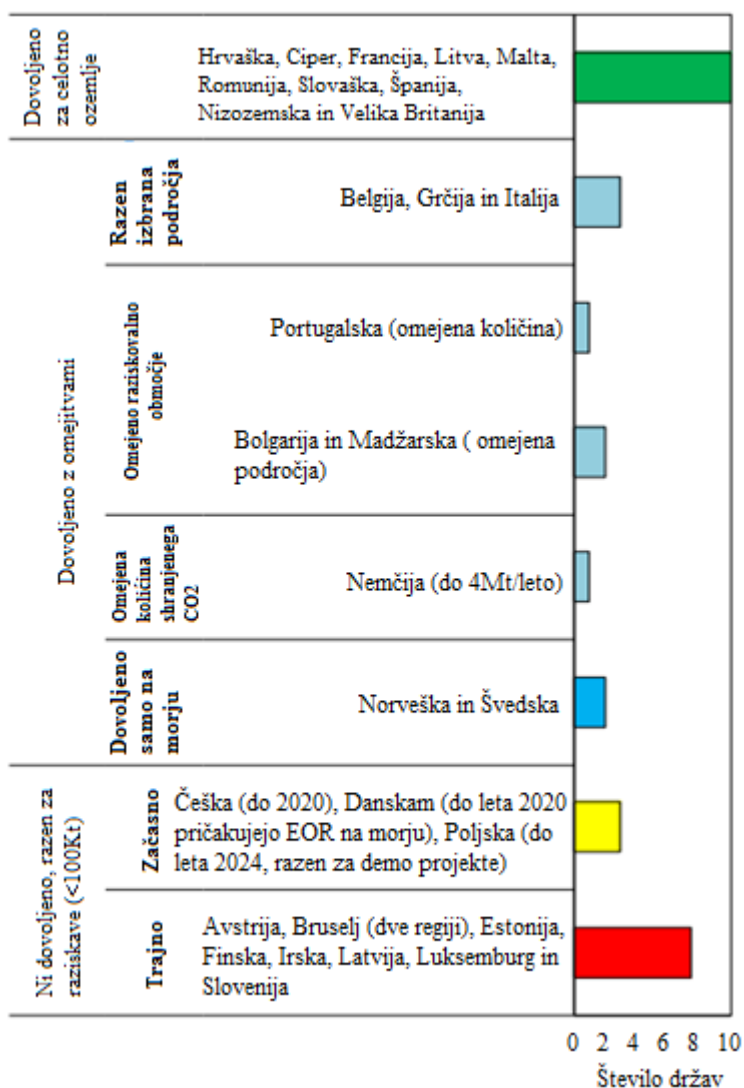 Dovoljeno
za celotno
ozemlje
Hrvaška, Ciper, Francija, Litva, Malta,
Romunija, Slovaška, Španija,
Nizozemska in Velika Britanija
Dovoljeno z omejitvami
Razen
izbrana
področja
Belgija, Grčija in Italija
Omejeno raziskovalno
območje
Portugalska (omejena količina)
Bolgarija in Madžarska ( omejena
področja)
Omejena
količina
shranjenega
CO2
Nemčija (do 4Mt/leto)
Dovoljeno
samo na
morju
Norveška in Švedska
Ni dovoljeno, razen za
raziskave (<100Kt)
Začasno
Češka (do 2020), Danskam (do leta 2020
pričakujejo EOR na morju), Poljska (do
leta 2024, razen za demo projekte)
Trajno
Avstrija, Bruselj (dve regiji), Estonija,
Finska, Irska, Latvija, Luksemburg in
Slovenija
0 2 4 6 8 10
Število držav